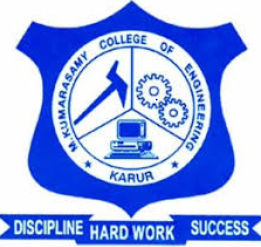 M.KUMARASAMY COLLEGE OF ENGINEERING
KARUR
DISCIPLINE HARD WORK SUCCESS